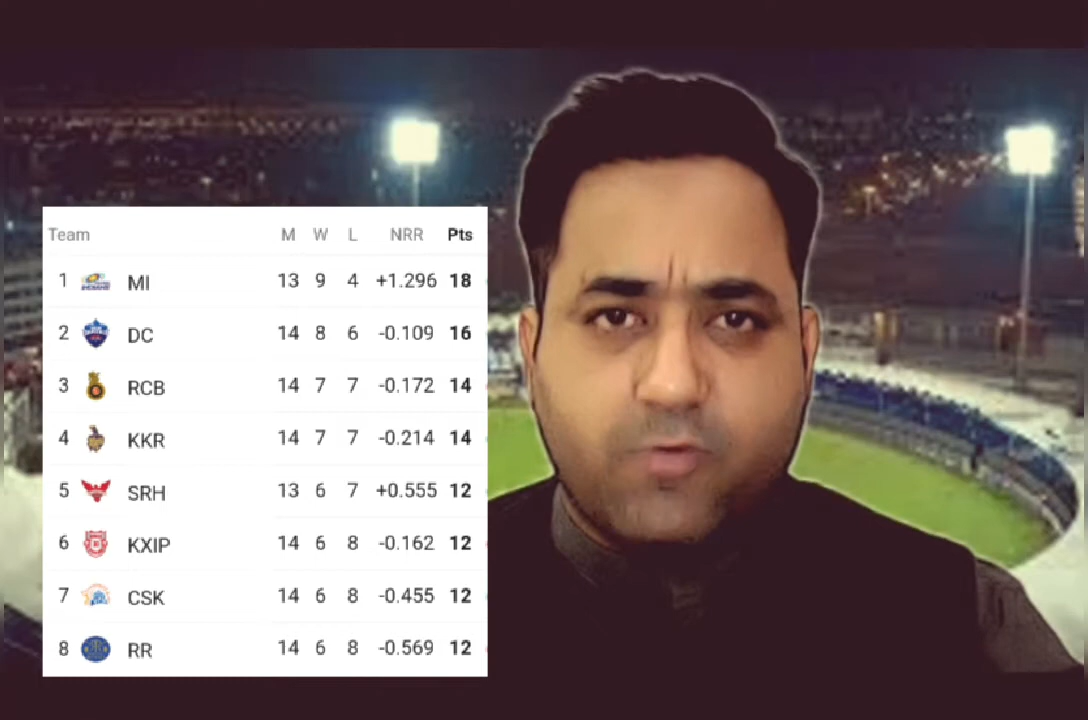 Team M W L NRR Pts
1 MI 13 9 4 +1.296 18
2 DC 14 8 6 -0.109 16
3 RCB 14 7 7 -0.172 14
4 KKR 14 7 7 -0.214 14
5 SRH 13 6 7 +0.555 12
6 KXIP 14 6 8 -0.162 12
7 CSK 14 6 8 -0.455 12
8 RR 14 6 8 -0.569 12